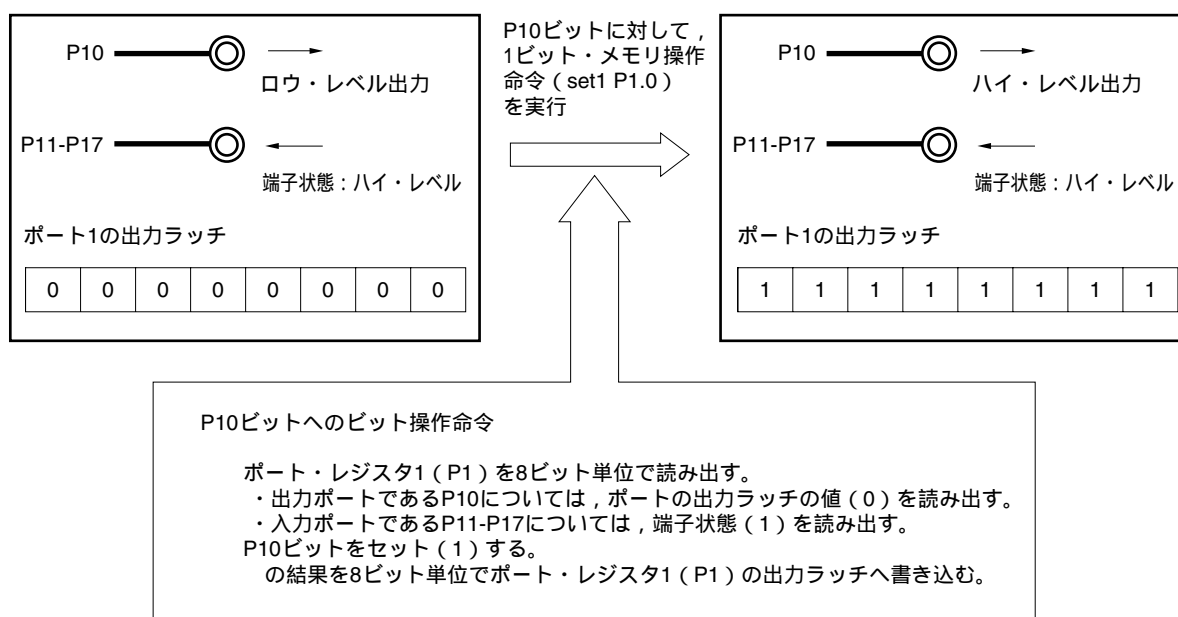 P10
ロウ・レベル出力
P11-P17
端子状態：ハイ・レベル
ポート1の出力ラッチ
0 0 0 0 0 0 0 0
P10ビットに対して，
1ビット・メモリ操作
命令（set1 P1.0）
を実行
P10
ハイ・レベル出力
P11-P17
端子状態：ハイ・レベル
ポート1の出力ラッチ
1 1 1 1 1 1 1 1
P10ビットへのビット操作命令
ポート・レジスタ1（P1）を8ビット単位で読み出す。
・出力ポートであるP10については，ポートの出力ラッチの値（0）を読み出す。
・入力ポートであるP11-P17については，端子状態（1）を読み出す。
P10ビットをセット（1）する。
の結果を8ビット単位でポート・レジスタ1（P1）の出力ラッチへ書き込む。